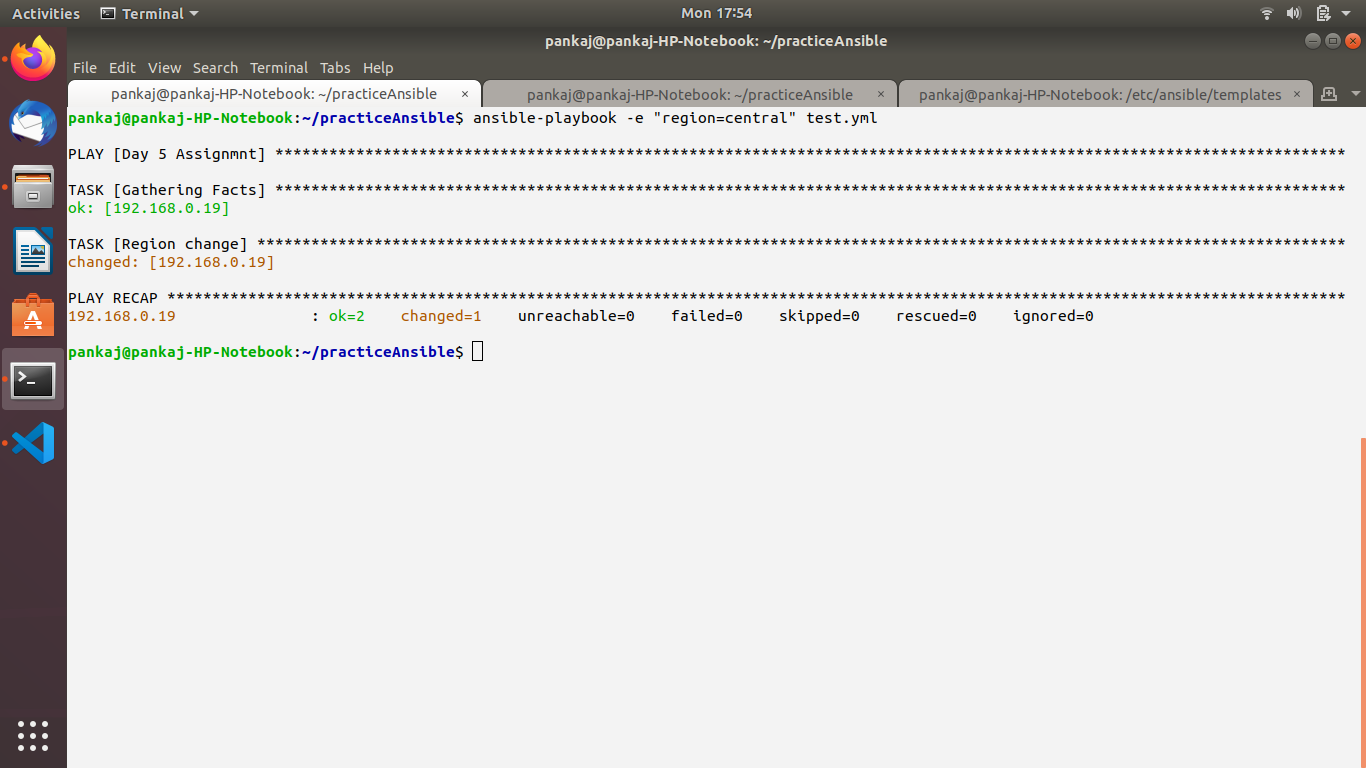 Activities Terminal Mon 17:54
pankaj@pankaj-HP-Notebook: ~/practiceAnsible
File Edit View Search Terminal Tabs Help
pankaj@pankaj-HP-Notebook: ~/practiceAnsible × pankaj@pankaj-HP-Notebook: ~/practiceAnsible × pankaj@pankaj-HP-Notebook: /etc/ansible/templates ×
pankaj@pankaj-HP-Notebook:~/practiceAnsible$ ansible-playbook -e "region=central" test.yml
PLAY [Day 5 Assignmnt] ***********************************************************************************************************************
TASK [Gathering Facts] ***********************************************************************************************************************
ok: [192.168.0.19]
TASK [Region change] *************************************************************************************************************************
changed: [192.168.0.19]
PLAY RECAP ***********************************************************************************************************************************
192.168.0.19 : ok=2 changed=1 unreachable=0 failed=0 skipped=0 rescued=0 ignored=0
pankaj@pankaj-HP-Notebook:~/practiceAnsible$